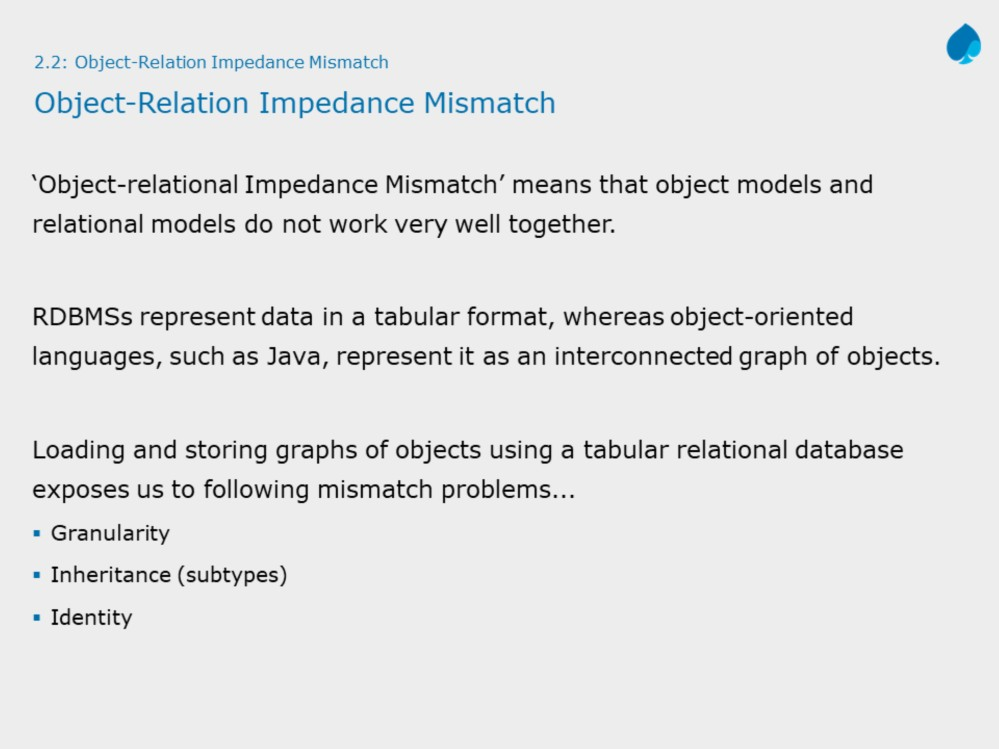 2.2: Object-Relation Impedance Mismatch
Object-Relation Impedance Mismatch
‘Object-relational Impedance Mismatch’ means that object models and
relational models do not work very well together.
RDBMSs represent data in a tabular format, whereas object-oriented
languages, such as Java, represent it as an interconnected graph of objects.
Loading and storing graphs of objects using a tabular relational database
exposes us to following mismatch problems…
▪ Granularity
▪ Inheritance (subtypes)
▪ Identity